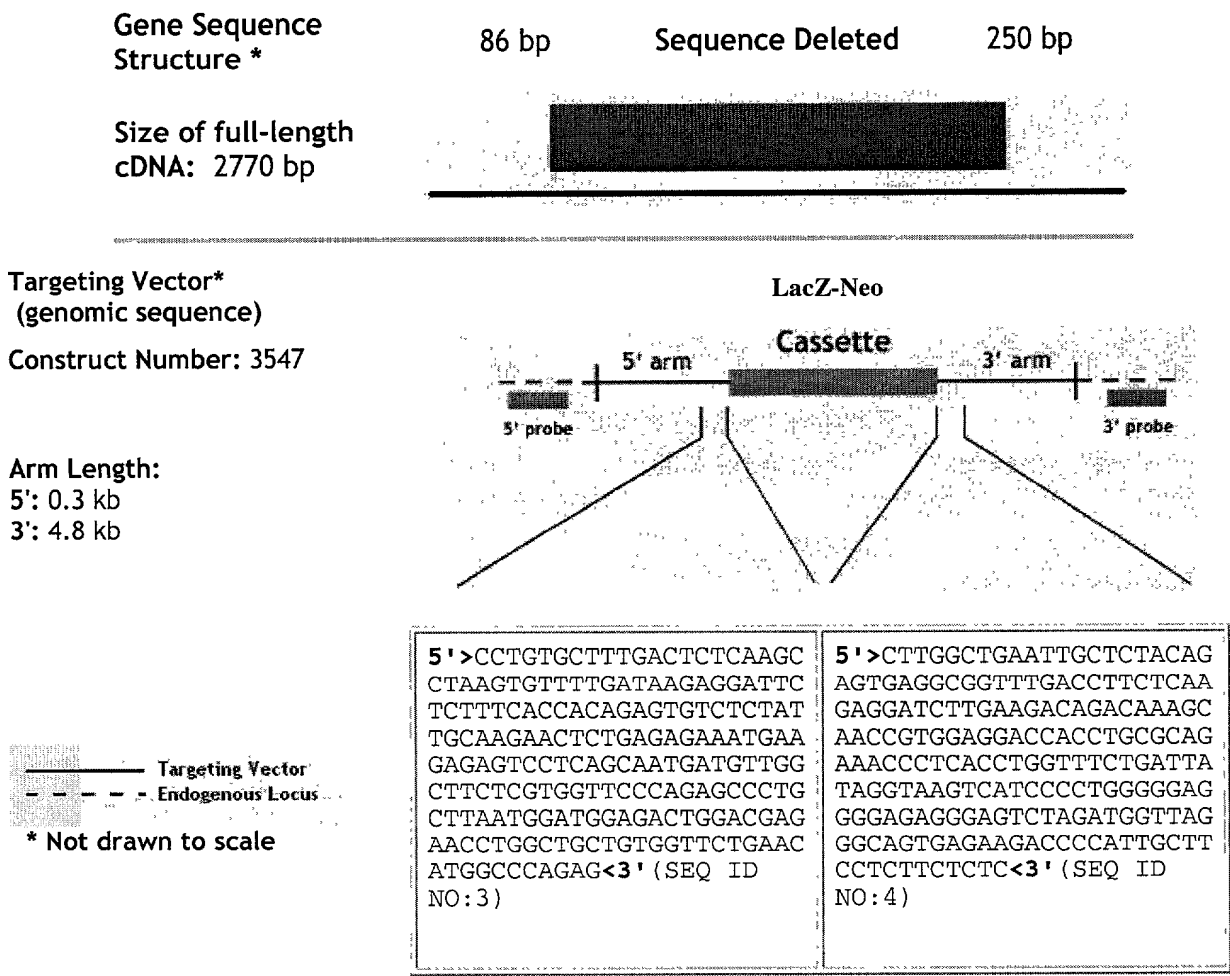 Gene Sequence
Structure *
86 bp
Sequence Deleted
250 bp
Size of full-length
cDNA: 2770 bp
Targeting Vector*
(genomic sequence)
Construct Number: 3547
Arm Length:
5': 0.3 kb
3': 4.8 kb
LacZ-Neo
Cassette
5' arm
3' arm
5' probe
3' probe
Targeting Vector
Endogenous Locus
* Not drawn to scale
5'>CCTGTGCTTTGACTCTCAAGC
CTAAGTGTTTTGATAAGAGGATTC
TCTTTCACCACAGAGTGTCTCTAT
TGCAAGAACTCTGAGAGAAATGAA
GAGAGTCCTCAGCAATGATGTTGG
CTTCTCGTGGTTCCCAGAGCCCTG
CTTAATGGATGGAGACTGGACGAG
AACCTGGCTGCTGTGGTTCTGAAC
ATGGCCCAGAG<3'(SEQ ID
NO:3)
5'>CTTGGCTGAATTGCTCTACAG
AGTGAGGCGGTTTGACCTTCTCAA
GAGGATCTTGAAGACAGACAAAGC
AACCGTGGAGGACCACCTGCGCAG
AAACCCTCACCTGGTTTCTGATTA
TAGGTAAGTCATCCCCTGGGGGAG
GGGAGAGGGAGTCTAGATGGTTAG
GGCAGTGAGAAGACCCCATTGCTT
CCTCTTCTCTC<3'(SEQ ID
NO:4)